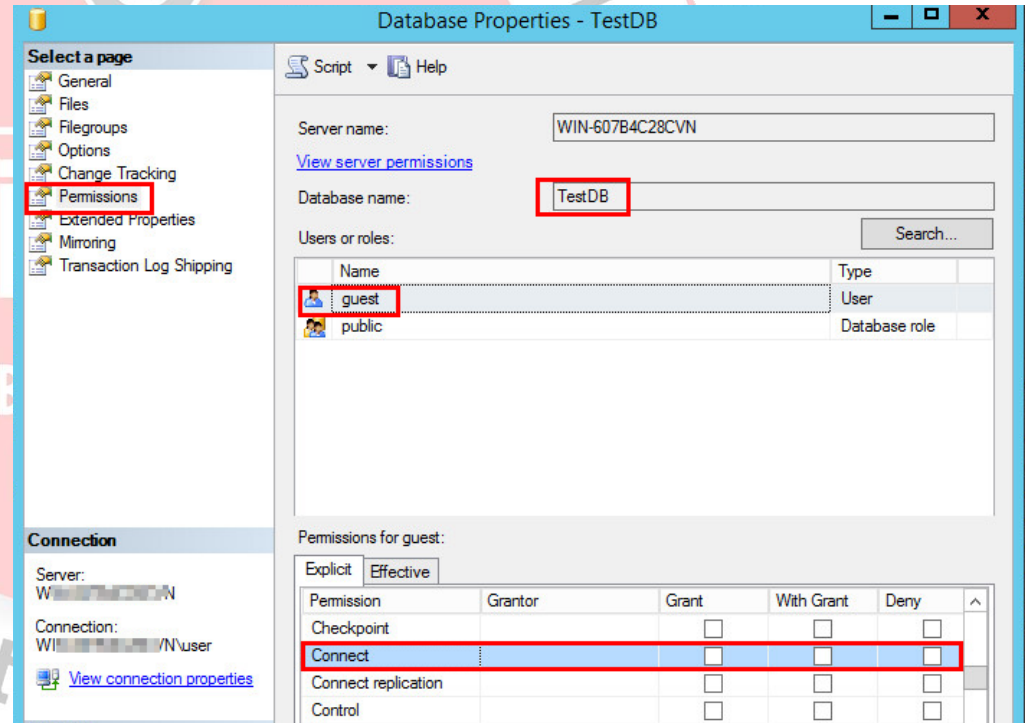 Database Properties - TestDB
Select a page
General
Files
Filegroups
Options
Change Tracking
Permissions
Extended Properties
Mirroring
Transaction Log Shipping
Script Help
Server name: WIN-607B4C28CVN
View server permissions
Database name: TestDB
Users or roles: Search...
Name Type
guest User
public Database role
Connection
Server:
Connection:
\user
View connection properties
Permissions for guest:
Explicit Effective
Permission Grantor Grant With Grant Deny
Checkpoint
Connect
Connect replication
Control